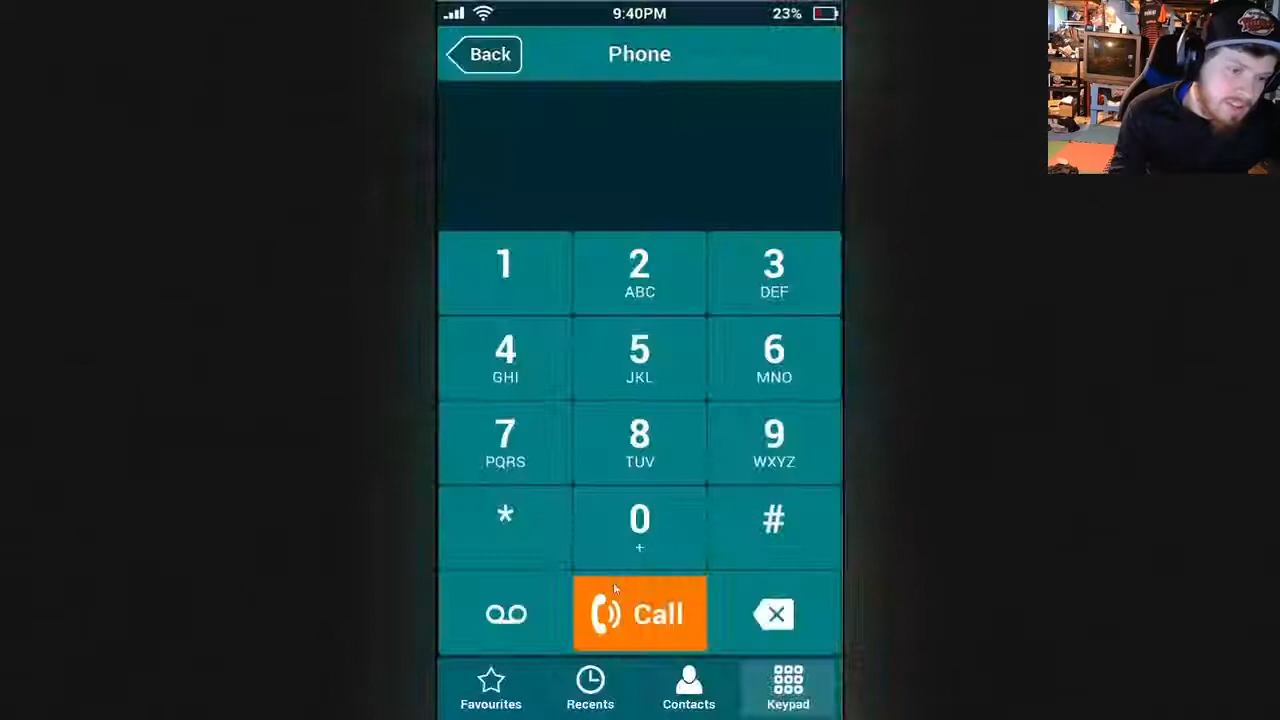 9:40PM 23%
Back Phone
1 2 3
ABC DEF
4 5 6
GHI JKL MNO
7 8 9
PQRS TUV WXYZ
* 0 #
+
Call
Favourites Recents Contacts Keypad